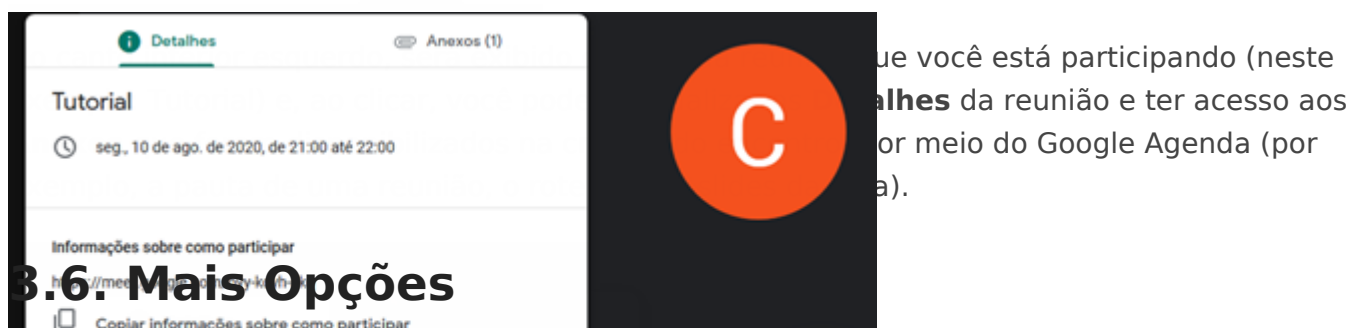 Detalhes
Anexos (1)
Tutorial
seg., 10 de ago. de 2020, de 21:00 até 22:00
C
ue você está participando (neste
alhes da reunião e ter acesso aos
or meio do Google Agenda (por
a).
Informações sobre como participar
3.6. Mais Opções
Copiar informações sobre como participar